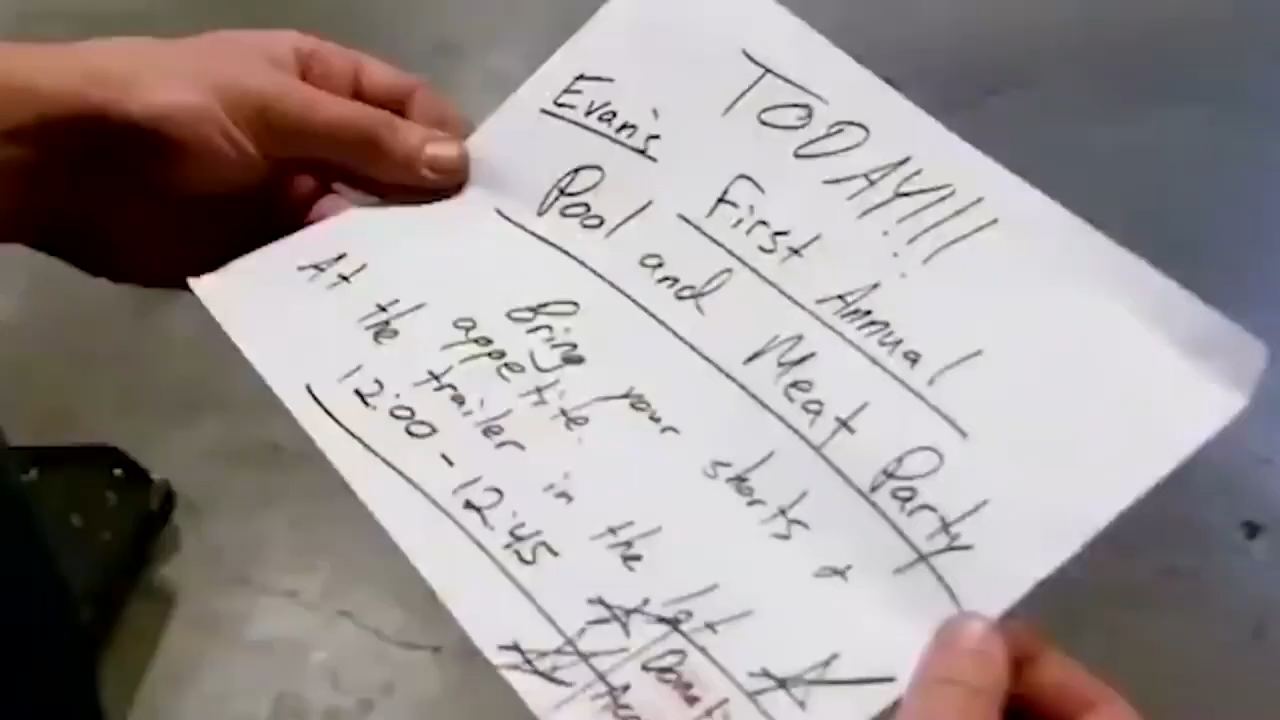 TODAY!!!
Evan's First Annual
Pool and Meat Party
Bring your shorts +
appetite.
At the trailer in the lot
12:00 - 12:45